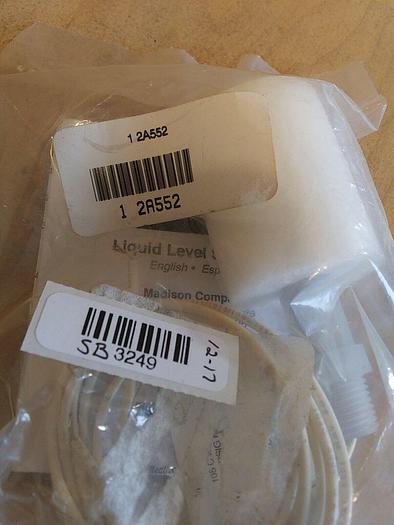 1 2A552
1 2A552
Liquid Level
English • Esp
Madison Comp
SB 3249
12-17